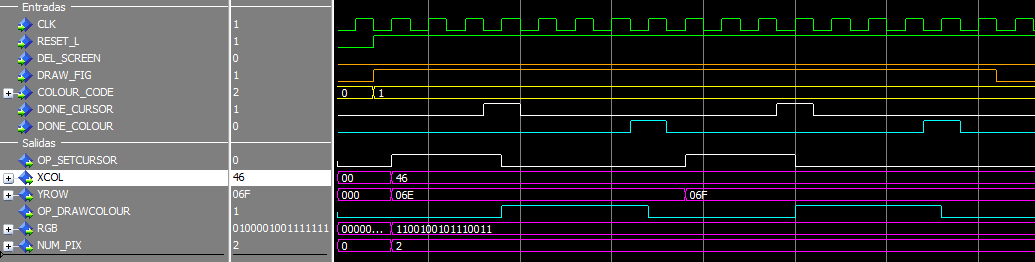 Entradas
CLK 1
RESET_L 1
DEL_SCREEN 0
DRAW_FIG 1
COLOUR_CODE 2 0 1
DONE_CURSOR 1
DONE_COLOUR 0
Salidas
OP_SETCURSOR 0
XCOL 46 00 46
YROW 06F 000 06E 06F
OP_DRAWCOLOUR 1
RGB 0100001001111111 00000... 1100100101110011
NUM_PIX 2 0 2